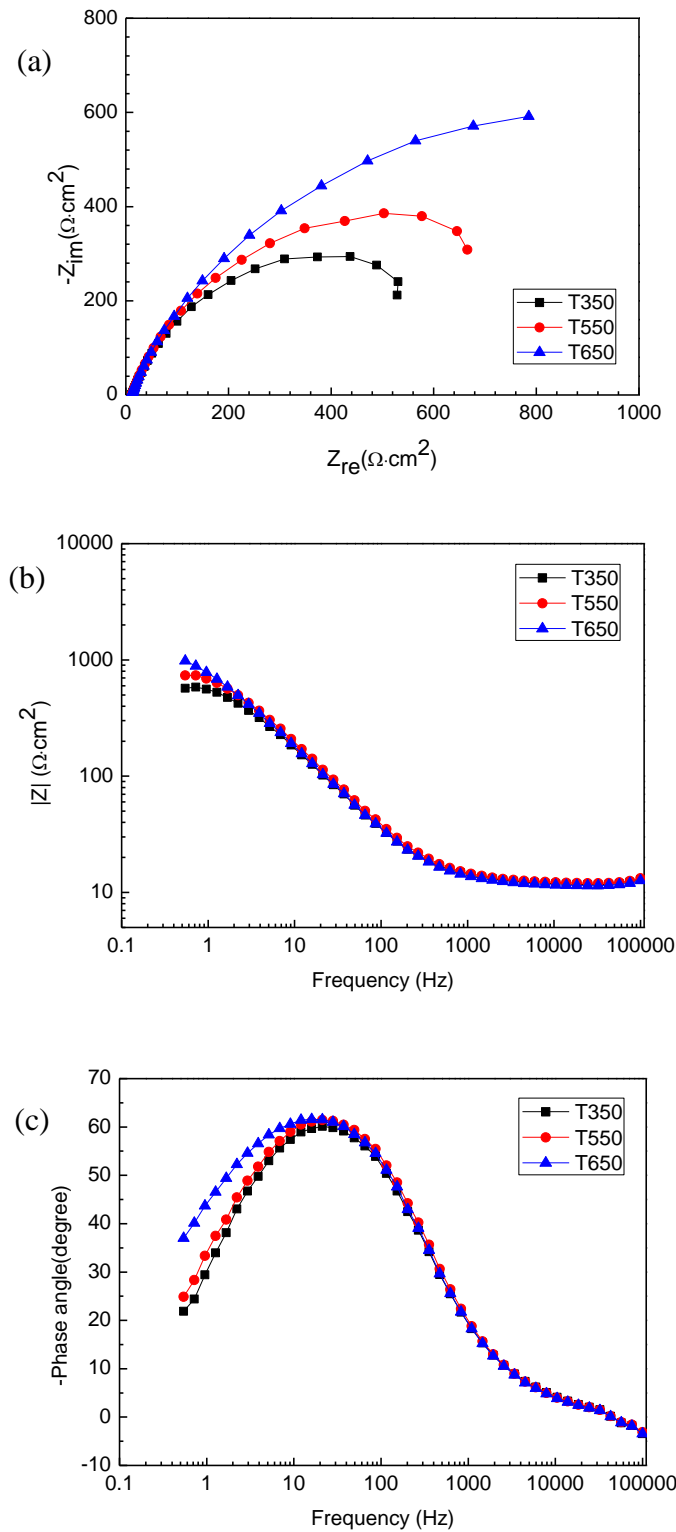 (a)
800
600
400
200
0
-Z_im(Ω·cm²)
T350
T550
T650
0 200 400 600 800 1000
Z_re(Ω·cm²)
(b)
10000
1000
100
10
|Z| (Ω·cm²)
T350
T550
T650
0.1 1 10 100 1000 10000 100000
Frequency (Hz)
(c)
70
60
50
40
30
20
10
0
-10
-Phase angle(degree)
T350
T550
T650
0.1 1 10 100 1000 10000 100000
Frequency (Hz)